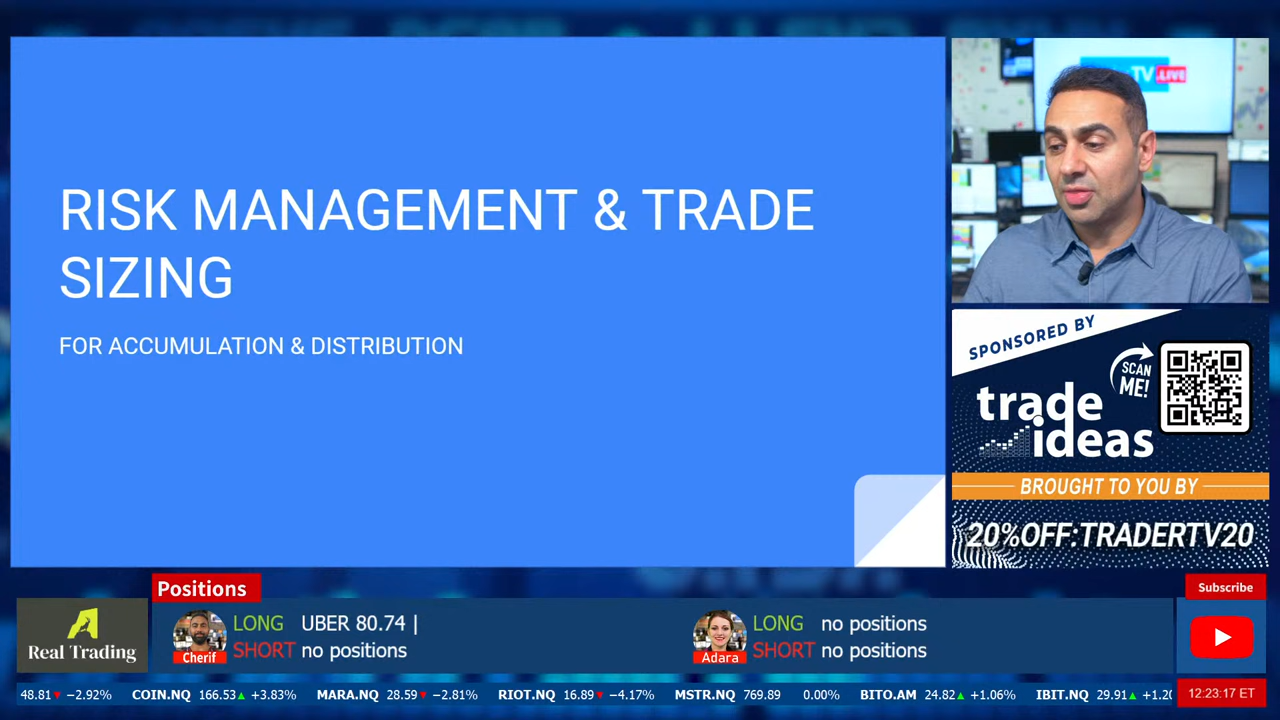 RISK MANAGEMENT & TRADE
SIZING
FOR ACCUMULATION & DISTRIBUTION
TV.LIVE
SPONSORED BY
SCAN
ME!
trade
ideas
BROUGHT TO YOU BY
20%OFF:TRADERTV20
Positions
Subscribe
Real Trading
Cherif
LONG UBER 80.74 |
SHORT no positions
Adara
LONG no positions
SHORT no positions
48.81▼ −2.92% COIN.NQ 166.53▲ +3.83% MARA.NQ 28.59▼ −2.81% RIOT.NQ 16.89▼ −4.17% MSTR.NQ 769.89 0.00% BITO.AM 24.82▲ +1.06% IBIT.NQ 29.91▲ +1.20
12:23:17 ET